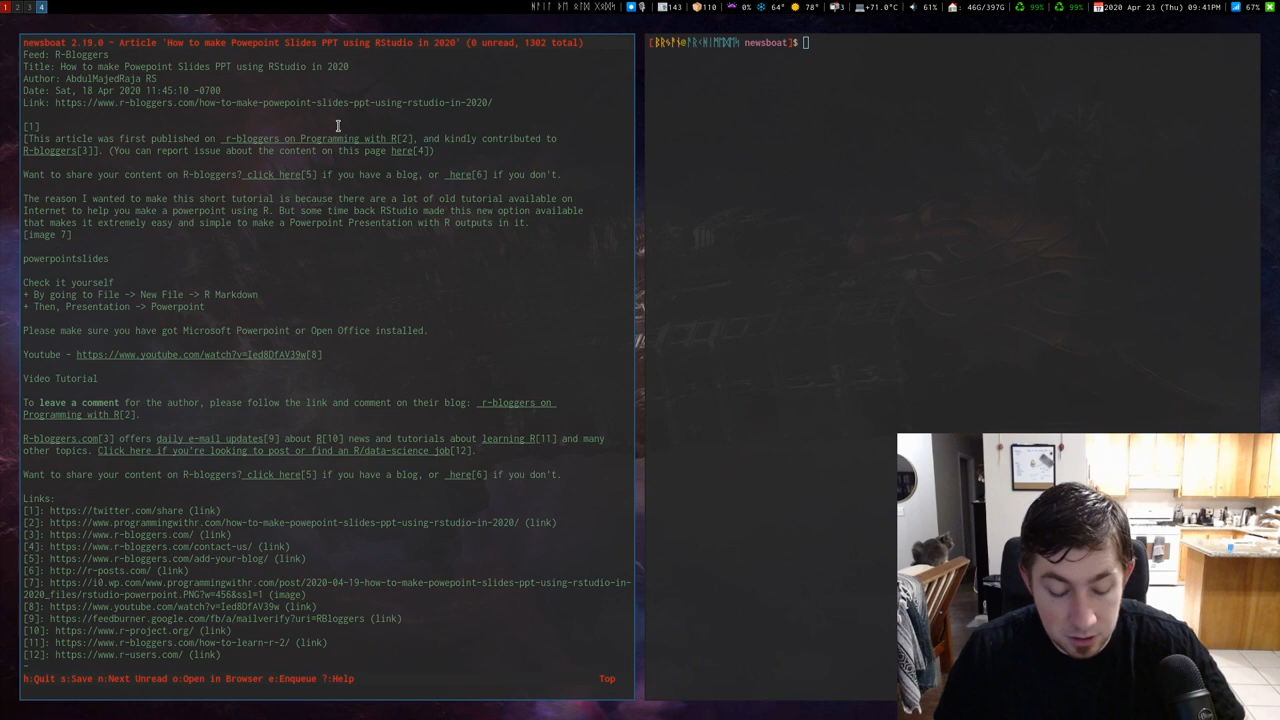 1 2 3 4
143 112 0% 64° 78° 3 +71.0°C 61% 46G/397G 99% 99% 2020 Apr 23 (Thu) 09:41PM 67%
newsboat 2.19.0 - Article 'How to make Powepoint Slides PPT using RStudio in 2020' (0 unread, 1302 total)
Feed: R-Bloggers
Title: How to make Powepoint Slides PPT using RStudio in 2020
Author: AbdulMajedRaja RS
Date: Sat, 18 Apr 2020 11:45:10 -0700
Link: https://www.r-bloggers.com/how-to-make-powepoint-slides-ppt-using-rstudio-in-2020/
[1]
[This article was first published on  r-bloggers on Programming with R[2], and kindly contributed to
R-bloggers[3]]. (You can report issue about the content on this page here[4])
Want to share your content on R-bloggers? click here[5] if you have a blog, or  here[6] if you don't.
The reason I wanted to make this short tutorial is because there are a lot of old tutorial available on
Internet to help you make a powerpoint using R. But some time back RStudio made this new option available
that makes it extremely easy and simple to make a Powerpoint Presentation with R outputs in it.
[image 7]
powerpointslides
Check it yourself
+ By going to File -> New File -> R Markdown
+ Then, Presentation -> Powerpoint
Please make sure you have got Microsoft Powerpoint or Open Office installed.
Youtube - https://www.youtube.com/watch?v=Ied8DfAV39w[8]
Video Tutorial
To leave a comment for the author, please follow the link and comment on their blog:  r-bloggers on
Programming with R[2].
R-bloggers.com[3] offers daily e-mail updates[9] about R[10] news and tutorials about learning R[11] and many
other topics. Click here if you're looking to post or find an R/data-science job[12].
Want to share your content on R-bloggers? click here[5] if you have a blog, or  here[6] if you don't.
Links:
[1]: https://twitter.com/share (link)
[2]: https://www.programmingwithr.com/how-to-make-powepoint-slides-ppt-using-rstudio-in-2020/ (link)
[3]: https://www.r-bloggers.com/ (link)
[4]: https://www.r-bloggers.com/contact-us/ (link)
[5]: https://www.r-bloggers.com/add-your-blog/ (link)
[6]: http://r-posts.com/ (link)
[7]: https://i0.wp.com/www.programmingwithr.com/post/2020-04-19-how-to-make-powepoint-slides-ppt-using-rstudio-in-
2020_files/rstudio-powerpoint.PNG?w=456&ssl=1 (image)
[8]: https://www.youtube.com/watch?v=Ied8DfAV39w (link)
[9]: https://feedburner.google.com/fb/a/mailverify?uri=RBloggers (link)
[10]: https://www.r-project.org/ (link)
[11]: https://www.r-bloggers.com/how-to-learn-r-2/ (link)
[12]: https://www.r-users.com/ (link)
~
h:Quit s:Save n:Next Unread o:Open in Browser e:Enqueue ?:Help Top
newsboat]$